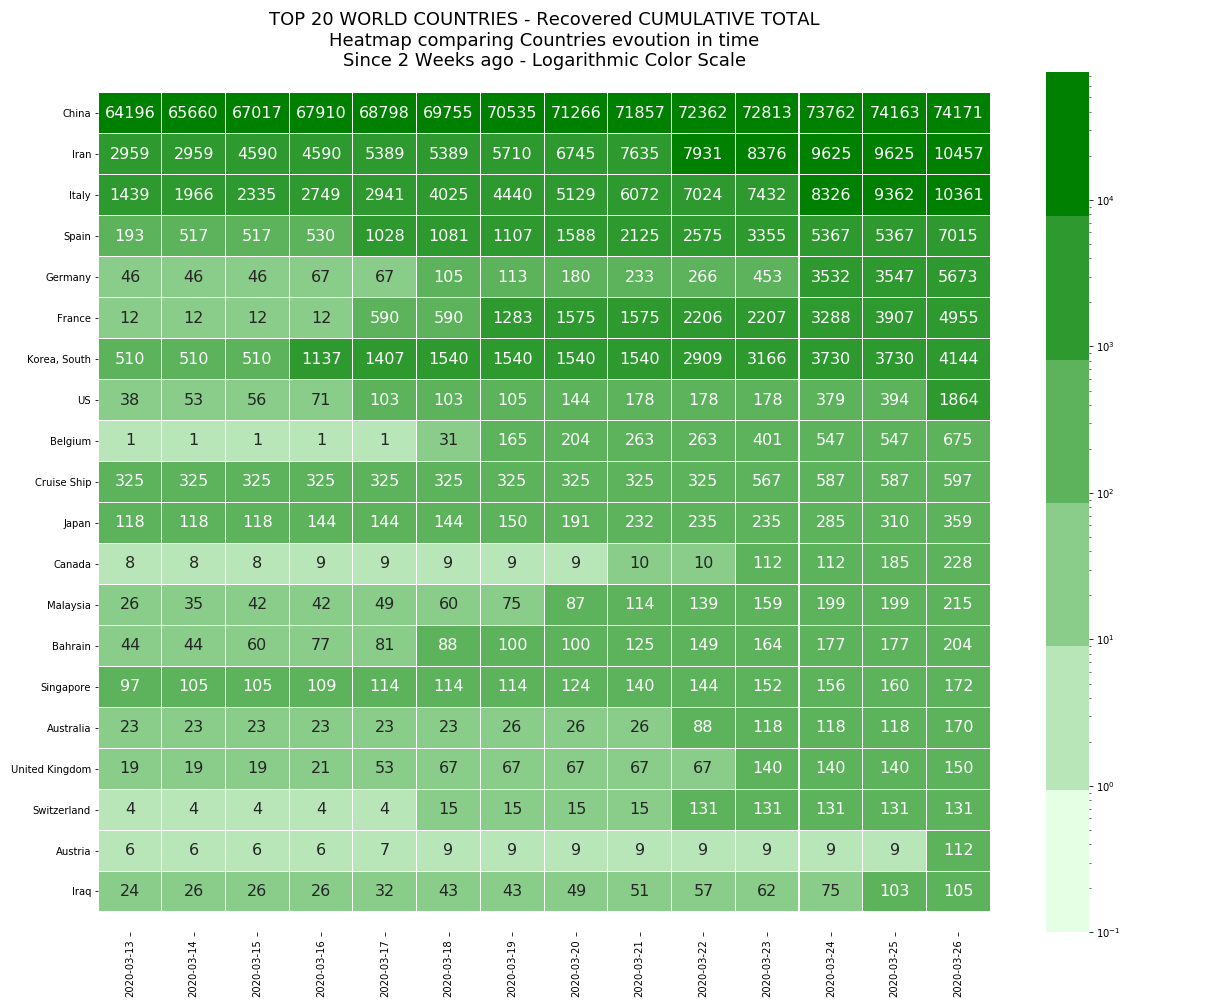 TOP 20 WORLD COUNTRIES - Recovered CUMULATIVE TOTAL
Heatmap comparing Countries evoution in time
Since 2 Weeks ago - Logarithmic Color Scale
China 64196 65660 67017 67910 68798 69755 70535 71266 71857 72362 72813 73762 74163 74171
Iran 2959 2959 4590 4590 5389 5389 5710 6745 7635 7931 8376 9625 9625 10457
Italy 1439 1966 2335 2749 2941 4025 4440 5129 6072 7024 7432 8326 9362 10361
Spain 193 517 517 530 1028 1081 1107 1588 2125 2575 3355 5367 5367 7015
Germany 46 46 46 67 67 105 113 180 233 266 453 3532 3547 5673
France 12 12 12 12 590 590 1283 1575 1575 2206 2207 3288 3907 4955
Korea, South 510 510 510 1137 1407 1540 1540 1540 1540 2909 3166 3730 3730 4144
US 38 53 56 71 103 103 105 144 178 178 178 379 394 1864
Belgium 1 1 1 1 1 31 165 204 263 263 401 547 547 675
Cruise Ship 325 325 325 325 325 325 325 325 325 325 567 587 587 597
Japan 118 118 118 144 144 144 150 191 232 235 235 285 310 359
Canada 8 8 8 9 9 9 9 9 10 10 112 112 185 228
Malaysia 26 35 42 42 49 60 75 87 114 139 159 199 199 215
Bahrain 44 44 60 77 81 88 100 100 125 149 164 177 177 204
Singapore 97 105 105 109 114 114 114 124 140 144 152 156 160 172
Australia 23 23 23 23 23 23 26 26 26 88 118 118 118 170
United Kingdom 19 19 19 21 53 67 67 67 67 67 140 140 140 150
Switzerland 4 4 4 4 4 15 15 15 15 131 131 131 131 131
Austria 6 6 6 6 7 9 9 9 9 9 9 9 9 112
Iraq 24 26 26 26 32 43 43 49 51 57 62 75 103 105
2020-03-13 2020-03-14 2020-03-15 2020-03-16 2020-03-17 2020-03-18 2020-03-19 2020-03-20 2020-03-21 2020-03-22 2020-03-23 2020-03-24 2020-03-25 2020-03-26
10⁴
10³
10²
10¹
10⁰
10⁻¹